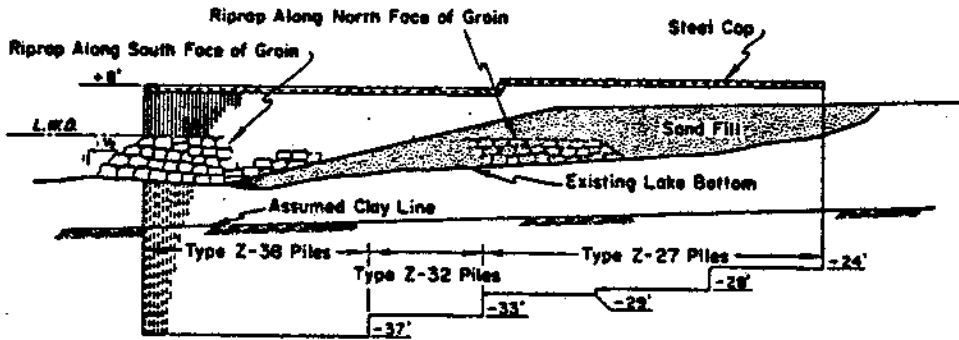 Riprap Along North Face of Groin
Steel Cap
Riprap Along South Face of Groin
+8'
L.W.D.
Sand Fill
Existing Lake Bottom
Assumed Clay Line
Type Z-38 Piles
Type Z-32 Piles
Type Z-27 Piles
-24'
-28'
-29'
-33'
-37'